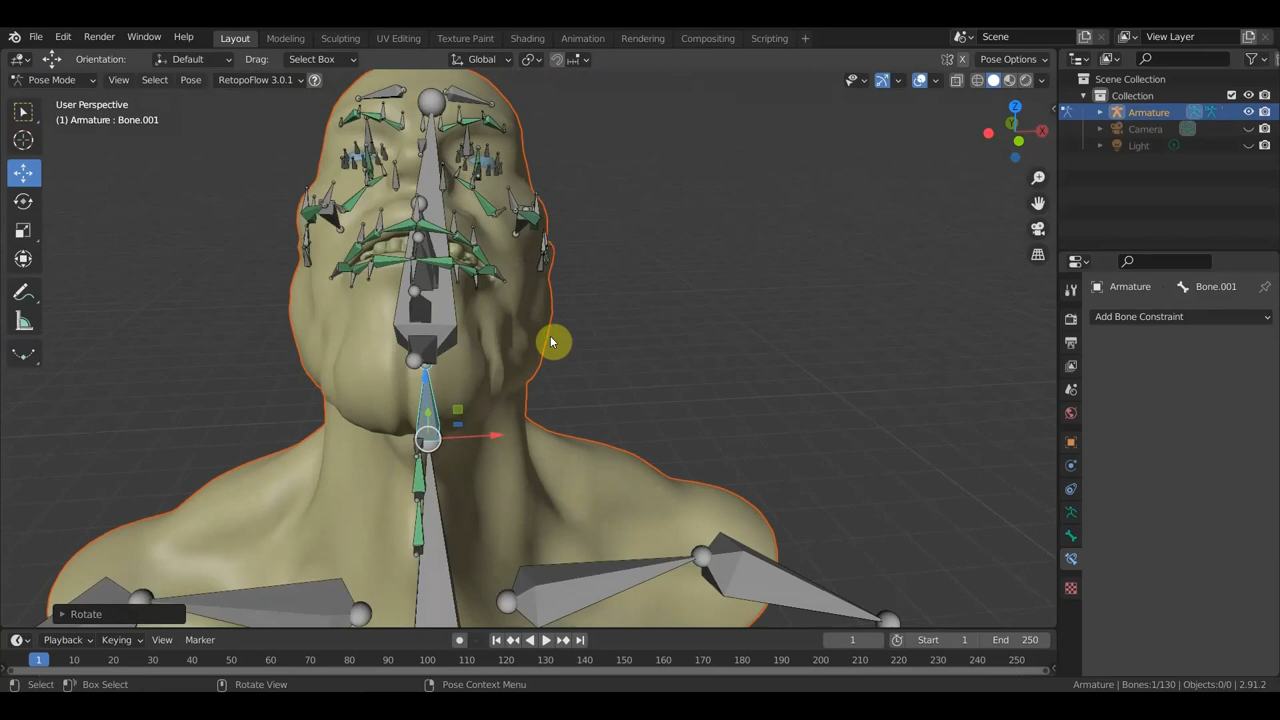 File Edit Render Window Help Layout Modeling Sculpting UV Editing Texture Paint Shading Animation Rendering Compositing Scripting + Scene View Layer
Orientation: Default Drag: Select Box Global Pose Options
Pose Mode View Select Pose RetopoFlow 3.0.1
Scene Collection
Collection
Armature
Camera
Light
User Perspective
(1) Armature : Bone.001
X
Y
Z
Armature Bone.001
Add Bone Constraint
Rotate
Playback Keying View Marker 1 Start 1 End 250
1 10 20 30 40 50 60 70 80 90 100 110 120 130 140 150 160 170 180 190 200 210 220 230 240 250
Select Box Select Rotate View Pose Context Menu Armature | Bones:1/130 | Objects:0/0 | 2.91.2